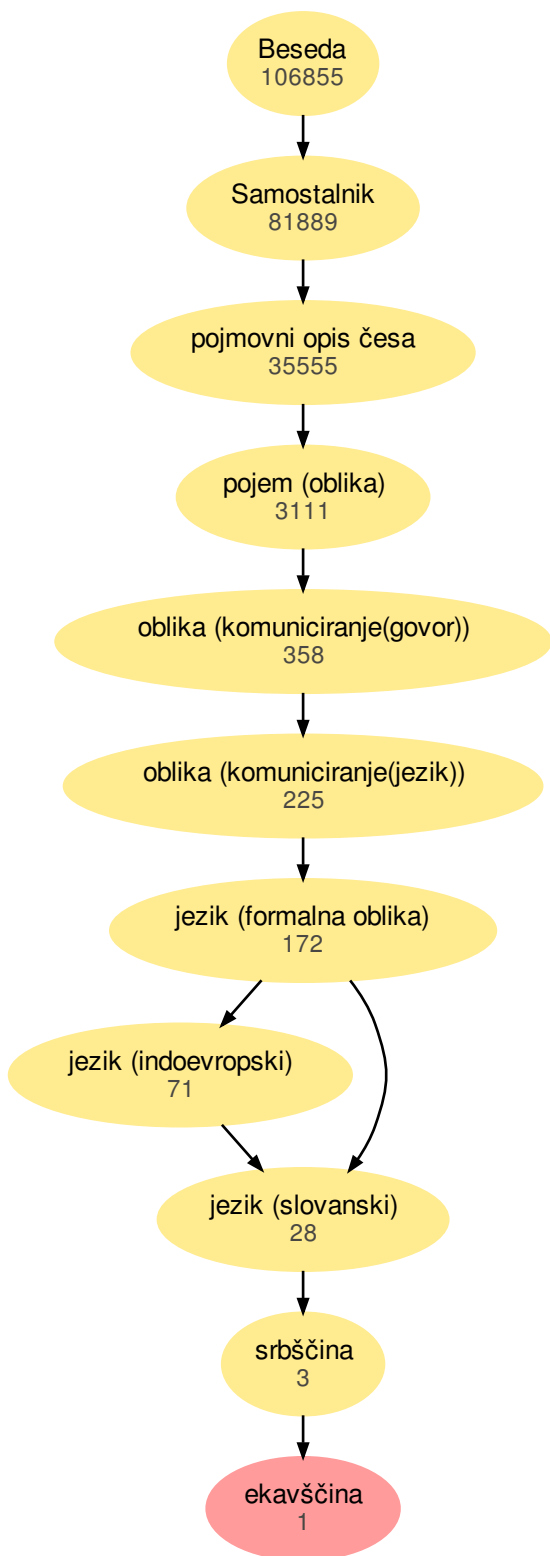 Beseda
106855
Samostalnik
81889
pojmovni opis česa
35555
pojem (oblika)
3111
oblika (komuniciranje(govor))
358
oblika (komuniciranje(jezik))
225
jezik (formalna oblika)
172
jezik (indoevropski)
71
jezik (slovanski)
28
srbščina
3
ekavščina
1